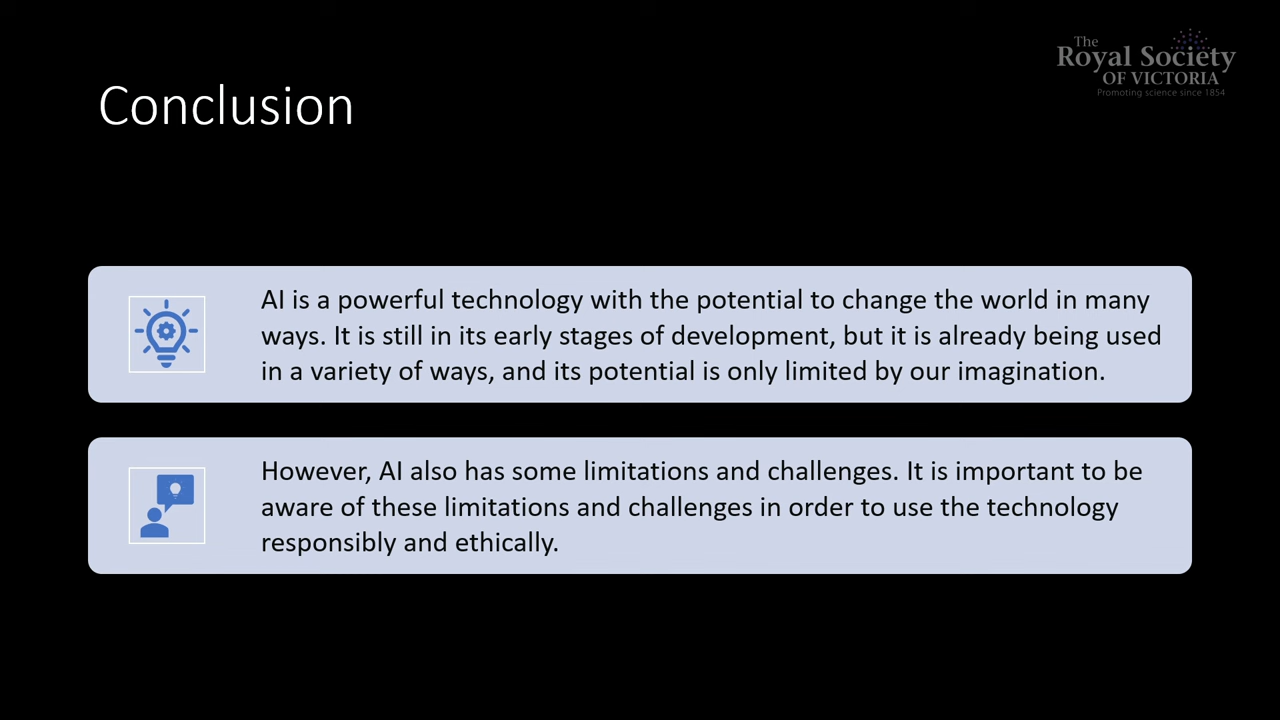 The
Royal Society
OF VICTORIA
Promoting science since 1854
Conclusion
AI is a powerful technology with the potential to change the world in many
ways. It is still in its early stages of development, but it is already being used
in a variety of ways, and its potential is only limited by our imagination.
However, AI also has some limitations and challenges. It is important to be
aware of these limitations and challenges in order to use the technology
responsibly and ethically.